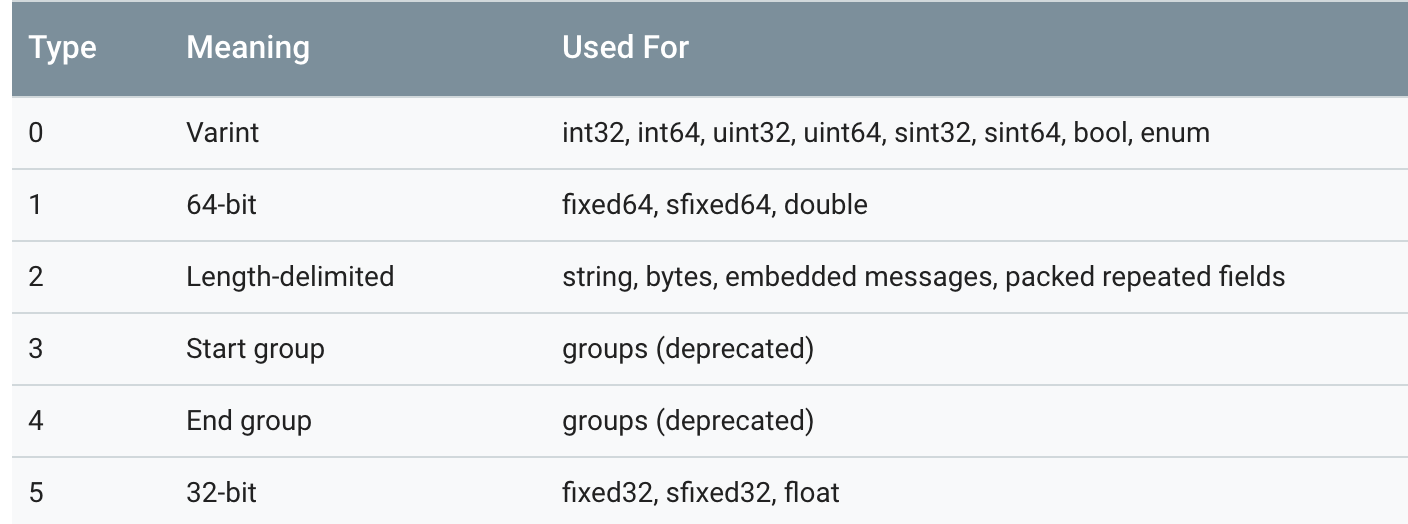 Type Meaning Used For
0 Varint int32, int64, uint32, uint64, sint32, sint64, bool, enum
1 64-bit fixed64, sfixed64, double
2 Length-delimited string, bytes, embedded messages, packed repeated fields
3 Start group groups (deprecated)
4 End group groups (deprecated)
5 32-bit fixed32, sfixed32, float